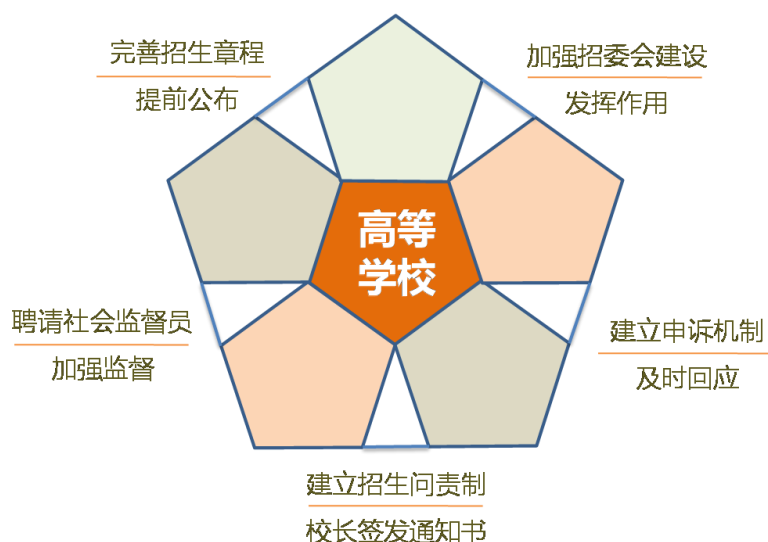 完善招生章程
提前公布
加强招委会建设
发挥作用
高等
学校
聘请社会监督员
加强监督
建立申诉机制
及时回应
建立招生问责制
校长签发通知书